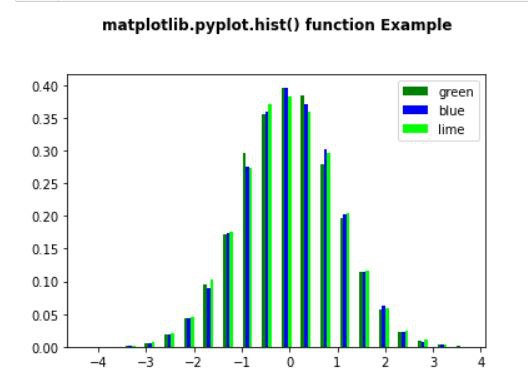 matplotlib.pyplot.hist() function Example
0.40
0.35
0.30
0.25
0.20
0.15
0.10
0.05
0.00
green
blue
lime
−4 −3 −2 −1 0 1 2 3 4